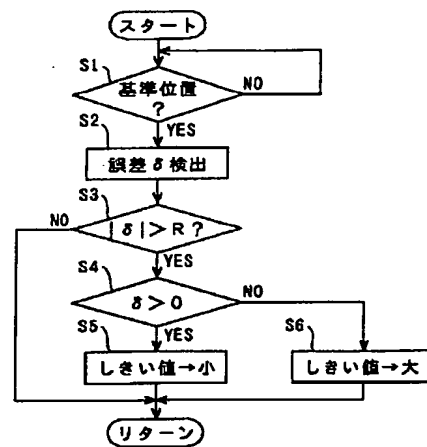 スタート
S1
基準位置
?
NO
YES
S2
誤差δ検出
S3
NO
|δ|>R?
YES
S4
δ>0
NO
YES
S5
しきい値→小
S6
しきい値→大
リターン